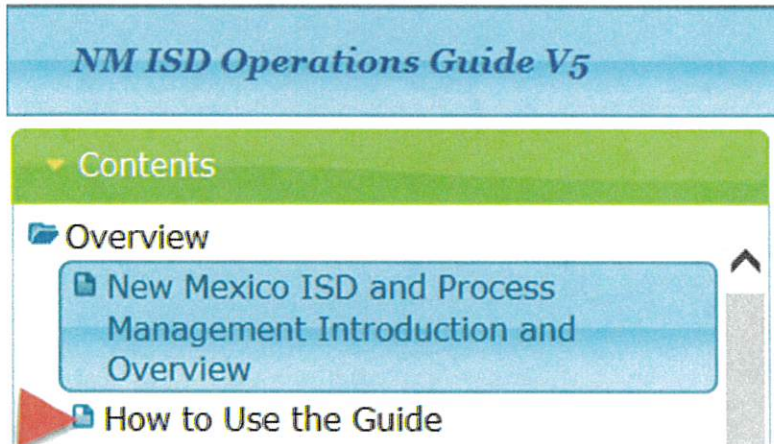 NM ISD Operations Guide V5
Contents
Overview
New Mexico ISD and Process
Management Introduction and
Overview
How to Use the Guide